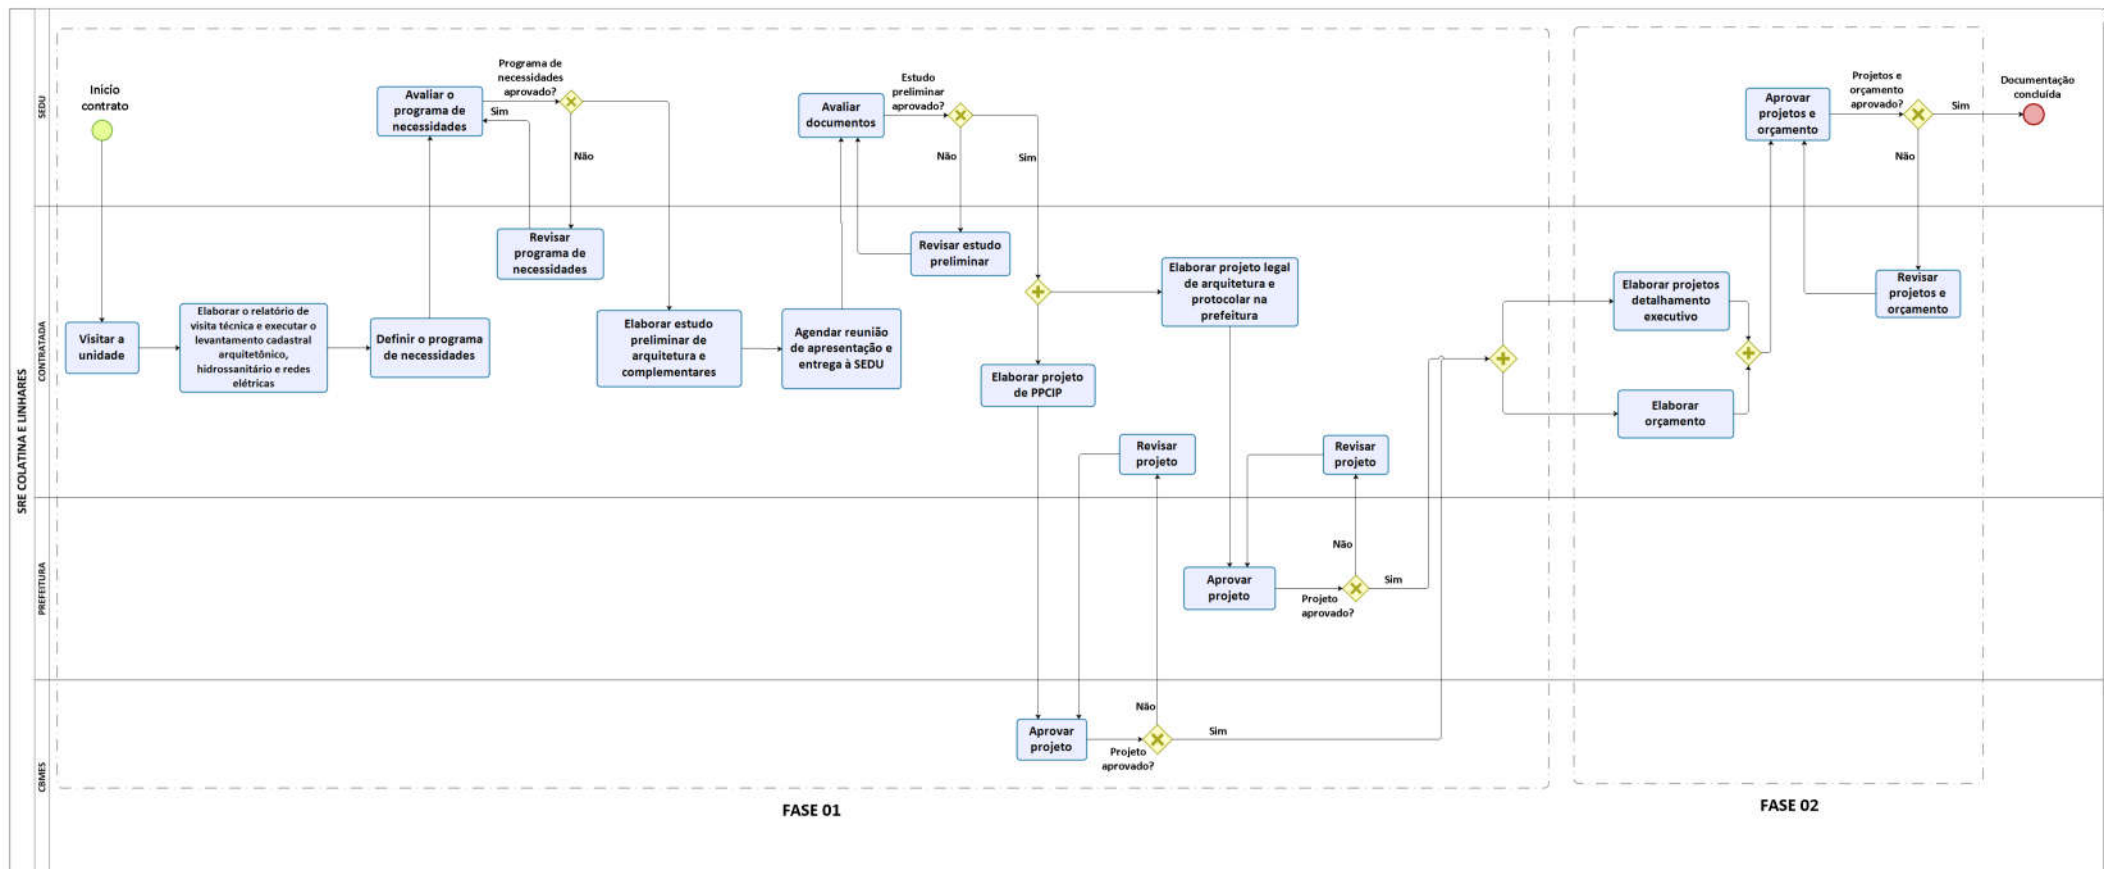 SRE COLATINA E LINHARES
SEDU
CONTRATADA
PREFEITURA
CBMES
Inicio
contrato
Visitar a
unidade
Elaborar o relatório de
visita técnica e executar o
levantamento cadastral
arquitetônico,
hidrossanitário e redes
elétricas
Definir o programa
de necessidades
Avaliar o
programa de
necessidades
Programa de
necessidades
aprovado?
Sim
Não
Revisar
programa de
necessidades
Elaborar estudo
preliminar de
arquitetura e
complementares
Agendar reunião
de apresentação e
entrega à SEDU
Avaliar
documentos
Estudo
preliminar
aprovado?
Não
Sim
Revisar estudo
preliminar
Elaborar projeto legal
de arquitetura e
protocolar na
prefeitura
Elaborar projeto
de PPCIP
Revisar
projeto
Revisar
projeto
Aprovar
projeto
Projeto
aprovado?
Não
Sim
Aprovar
projeto
Projeto
aprovado?
Não
Sim
FASE 01
Elaborar projetos
detalhamento
executivo
Elaborar
orçamento
Aprovar
projetos e
orçamento
Projetos e
orçamento
aprovado?
Sim
Não
Revisar
projetos e
orçamento
Documentação
concluída
FASE 02